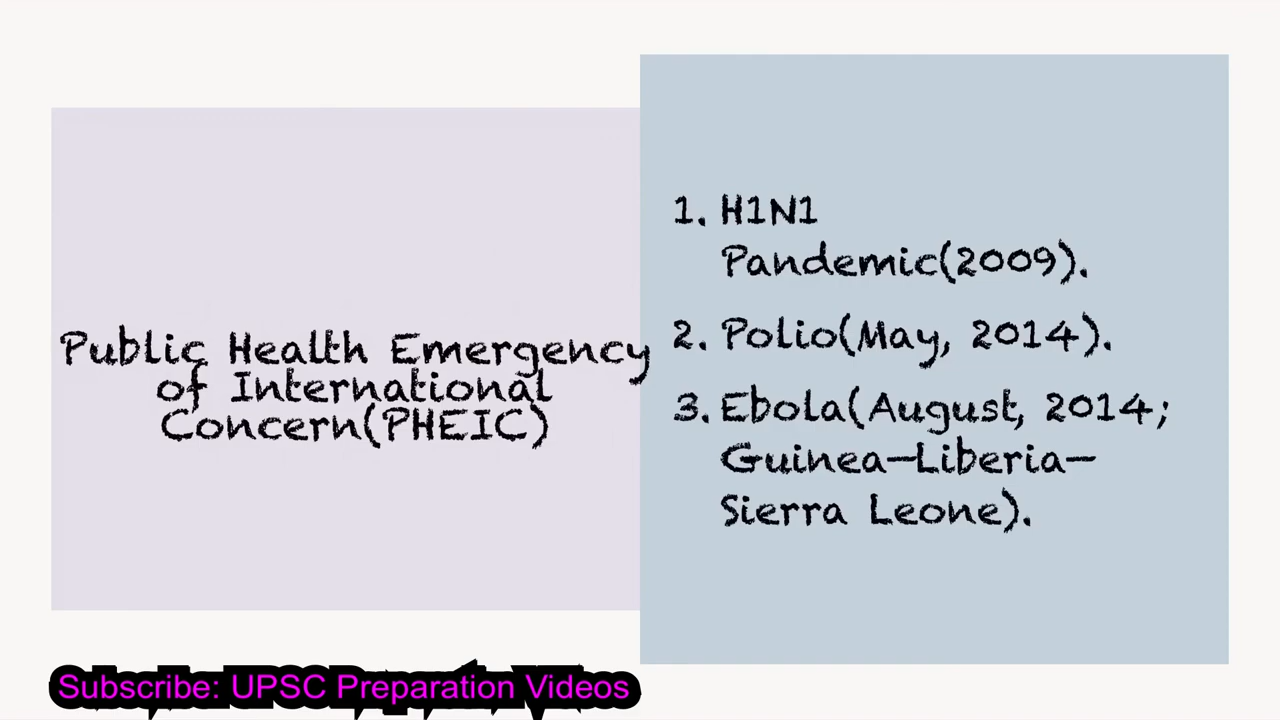 Public Health Emergency
of International
Concern(PHEIC)
1. H1N1
Pandemic(2009).
2. Polio(May, 2014).
3. Ebola(August, 2014;
Guinea–Liberia–
Sierra Leone).
Subscribe: UPSC Preparation Videos